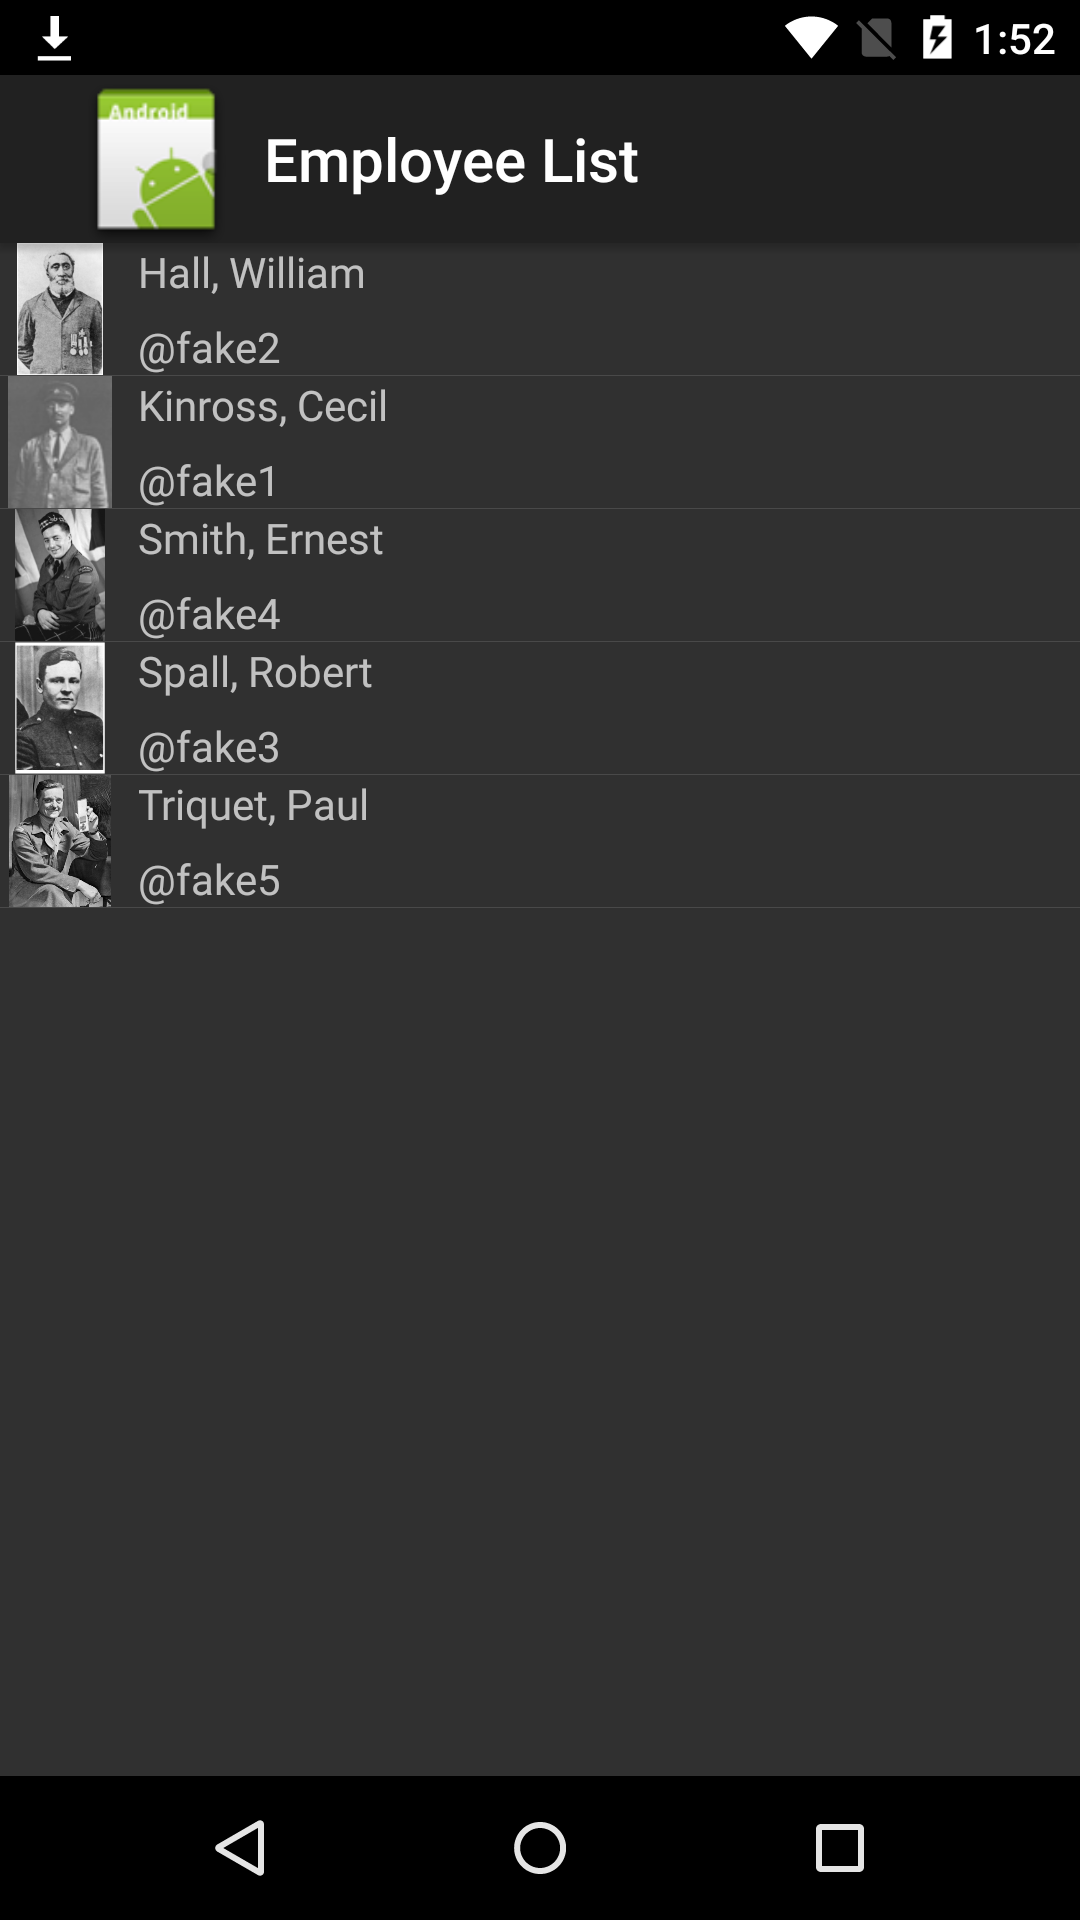 1:52
Android
Employee List
Hall, William
@fake2
Kinross, Cecil
@fake1
Smith, Ernest
@fake4
Spall, Robert
@fake3
Triquet, Paul
@fake5